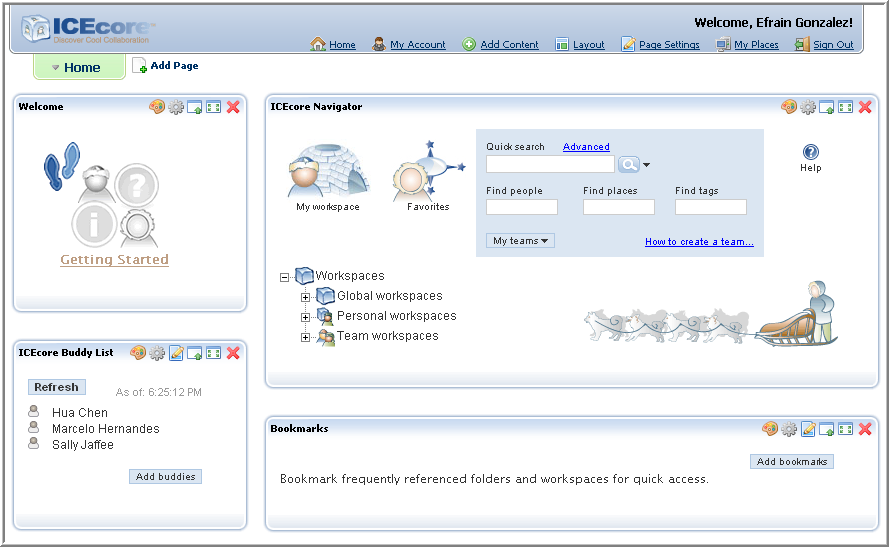 ICEcore™
Discover Cool Collaboration
Welcome, Efrain Gonzalez!
Home My Account Add Content Layout Page Settings My Places Sign Out
Home Add Page
Welcome
Getting Started
ICEcore Navigator
My workspace
Favorites
Quick search Advanced
Find people Find places Find tags
My teams
How to create a team...
Help
Workspaces
Global workspaces
Personal workspaces
Team workspaces
ICEcore Buddy List
Refresh As of: 6:25:12 PM
Hua Chen
Marcelo Hernandes
Sally Jaffee
Add buddies
Bookmarks
Add bookmarks
Bookmark frequently referenced folders and workspaces for quick access.